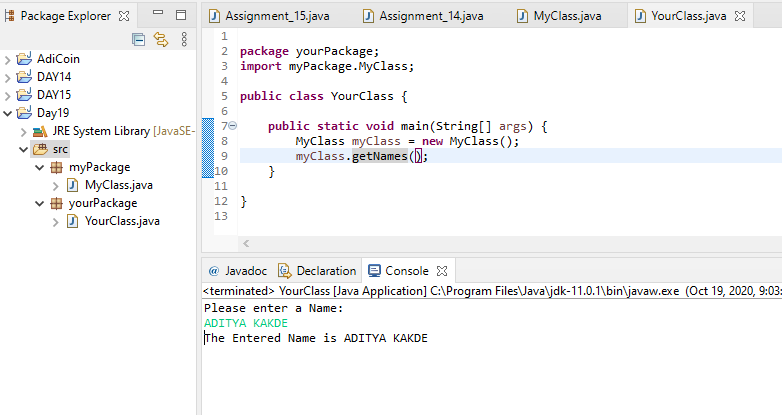 Package Explorer
AdiCoin
DAY14
DAY15
Day19
JRE System Library [JavaSE-
src
myPackage
MyClass.java
yourPackage
YourClass.java
Assignment_15.java Assignment_14.java MyClass.java YourClass.java
1
2 package yourPackage;
3 import myPackage.MyClass;
4
5 public class YourClass {
6
7 public static void main(String[] args) {
8 MyClass myClass = new MyClass();
9 myClass.getNames();
10 }
11
12 }
13
@ Javadoc Declaration Console
<terminated> YourClass [Java Application] C:\Program Files\Java\jdk-11.0.1\bin\javaw.exe (Oct 19, 2020, 9:03:
Please enter a Name:
ADITYA KAKDE
The Entered Name is ADITYA KAKDE